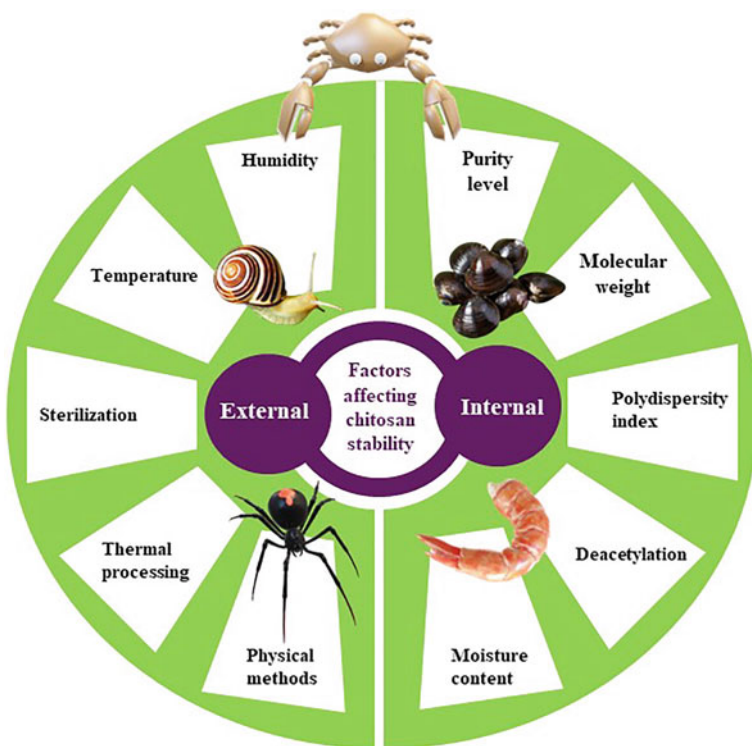 Humidity
Temperature
Sterilization
Thermal
processing
Physical
methods
External
Factors
affecting
chitosan
stability
Internal
Purity
level
Molecular
weight
Polydispersity
index
Deacetylation
Moisture
content